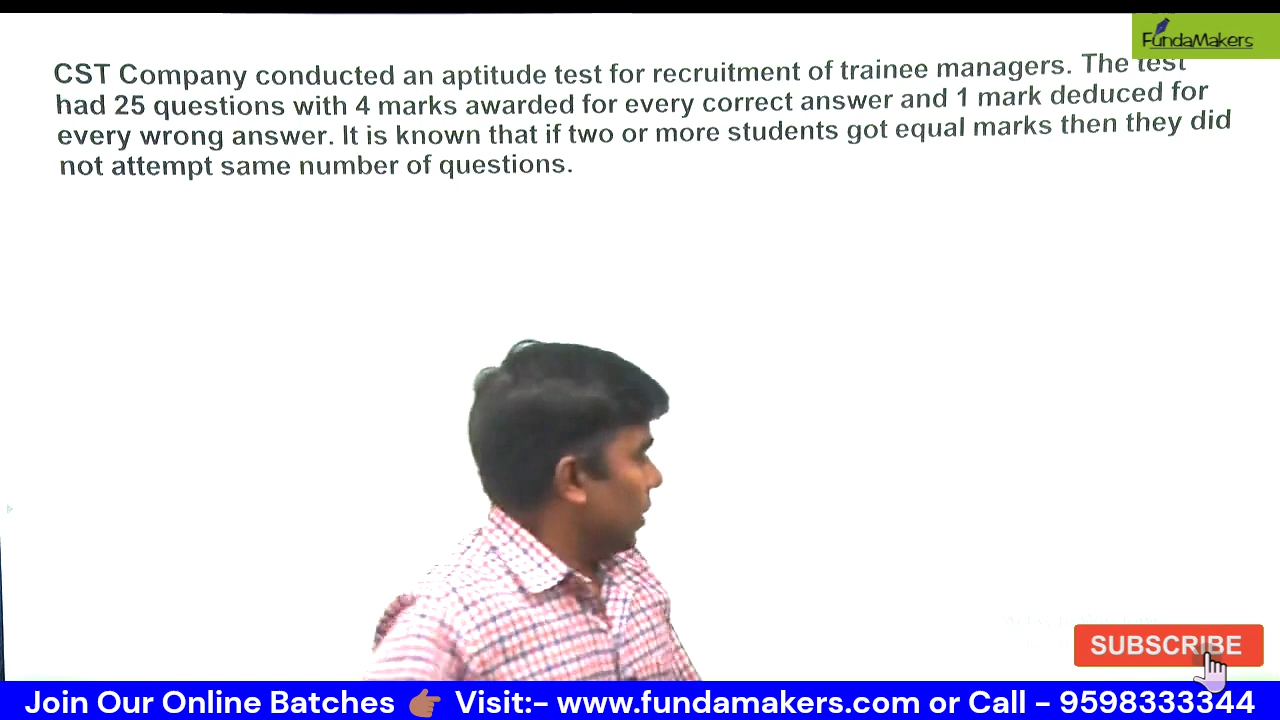 FundaMakers
CST Company conducted an aptitude test for recruitment of trainee managers. The test
had 25 questions with 4 marks awarded for every correct answer and 1 mark deduced for
every wrong answer. It is known that if two or more students got equal marks then they did
not attempt same number of questions.
SUBSCRIBE
Join Our Online Batches 👉🏽 Visit:- www.fundamakers.com or Call - 9598333344